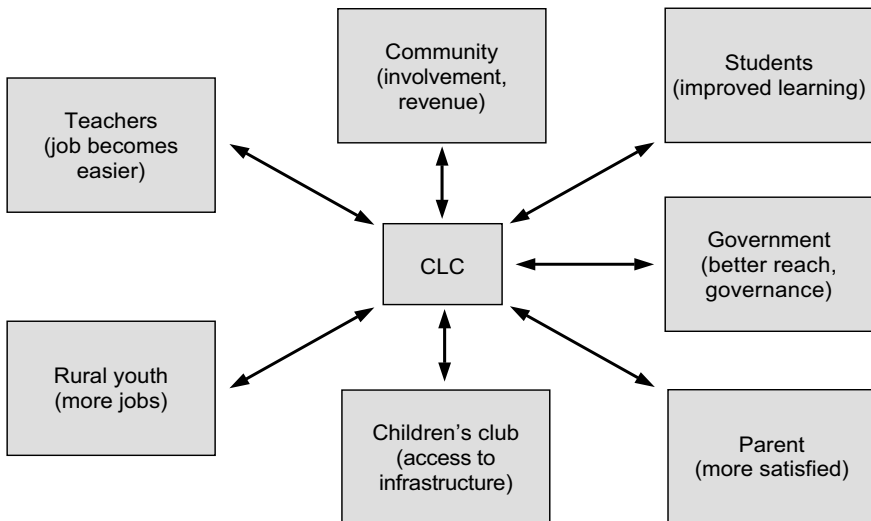 Community
(involvement,
revenue)
Students
(improved learning)
Teachers
(job becomes
easier)
CLC
Government
(better reach,
governance)
Rural youth
(more jobs)
Children’s club
(access to
infrastructure)
Parent
(more satisfied)